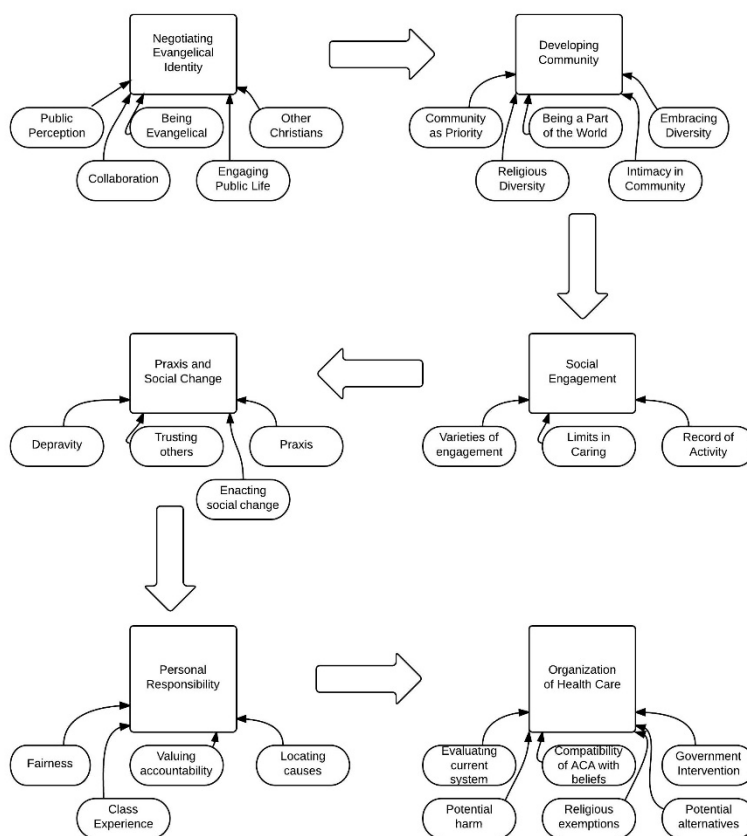 Negotiating
Evangelical
Identity
Developing
Community
Public
Perception
Being
Evangelical
Other
Christians
Collaboration
Engaging
Public Life
Community
as Priority
Being a Part
of the World
Embracing
Diversity
Religious
Diversity
Intimacy in
Community
Praxis and
Social Change
Social
Engagement
Depravity
Trusting
others
Praxis
Enacting
social change
Varieties of
engagement
Limits in
Caring
Record of
Activity
Personal
Responsibility
Organization
of Health Care
Fairness
Valuing
accountability
Locating
causes
Class
Experience
Evaluating
current
system
Compatibility
of ACA with
beliefs
Government
Intervention
Potential
harm
Religious
exemptions
Potential
alternatives